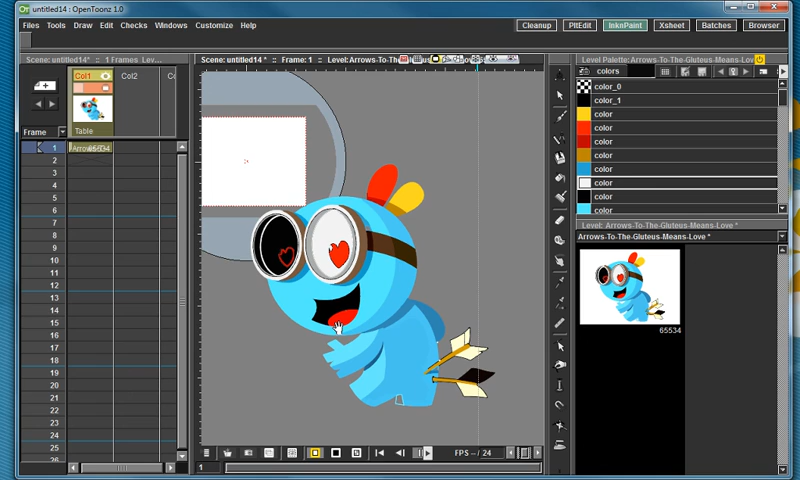 untitled14 : OpenToonz 1.0
Files Tools Draw Edit Checks Windows Customize Help
Cleanup PltEdit InknPaint Xsheet Batches Browser
Scene: untitled14* :: 1 Frames Lev...
Scene: untitled14 * :: Frame: 1 :: Level: Arrows-To-Th
Level Palette: Arrows-To-The-Gluteus-Mea
Col1 Col2
Table
Frame
Arrows 65534
1
2
3
4
5
6
7
8
9
10
11
12
13
14
15
16
17
18
19
20
21
22
23
24
25
26
1
FPS -- / 24
colors
color_0
color_1
color
color
color
color
color
color
color
color
Level: Arrows-To-The-Gluteus-Means-Love *
Arrows-To-The-Gluteus-Means-Love *
65534